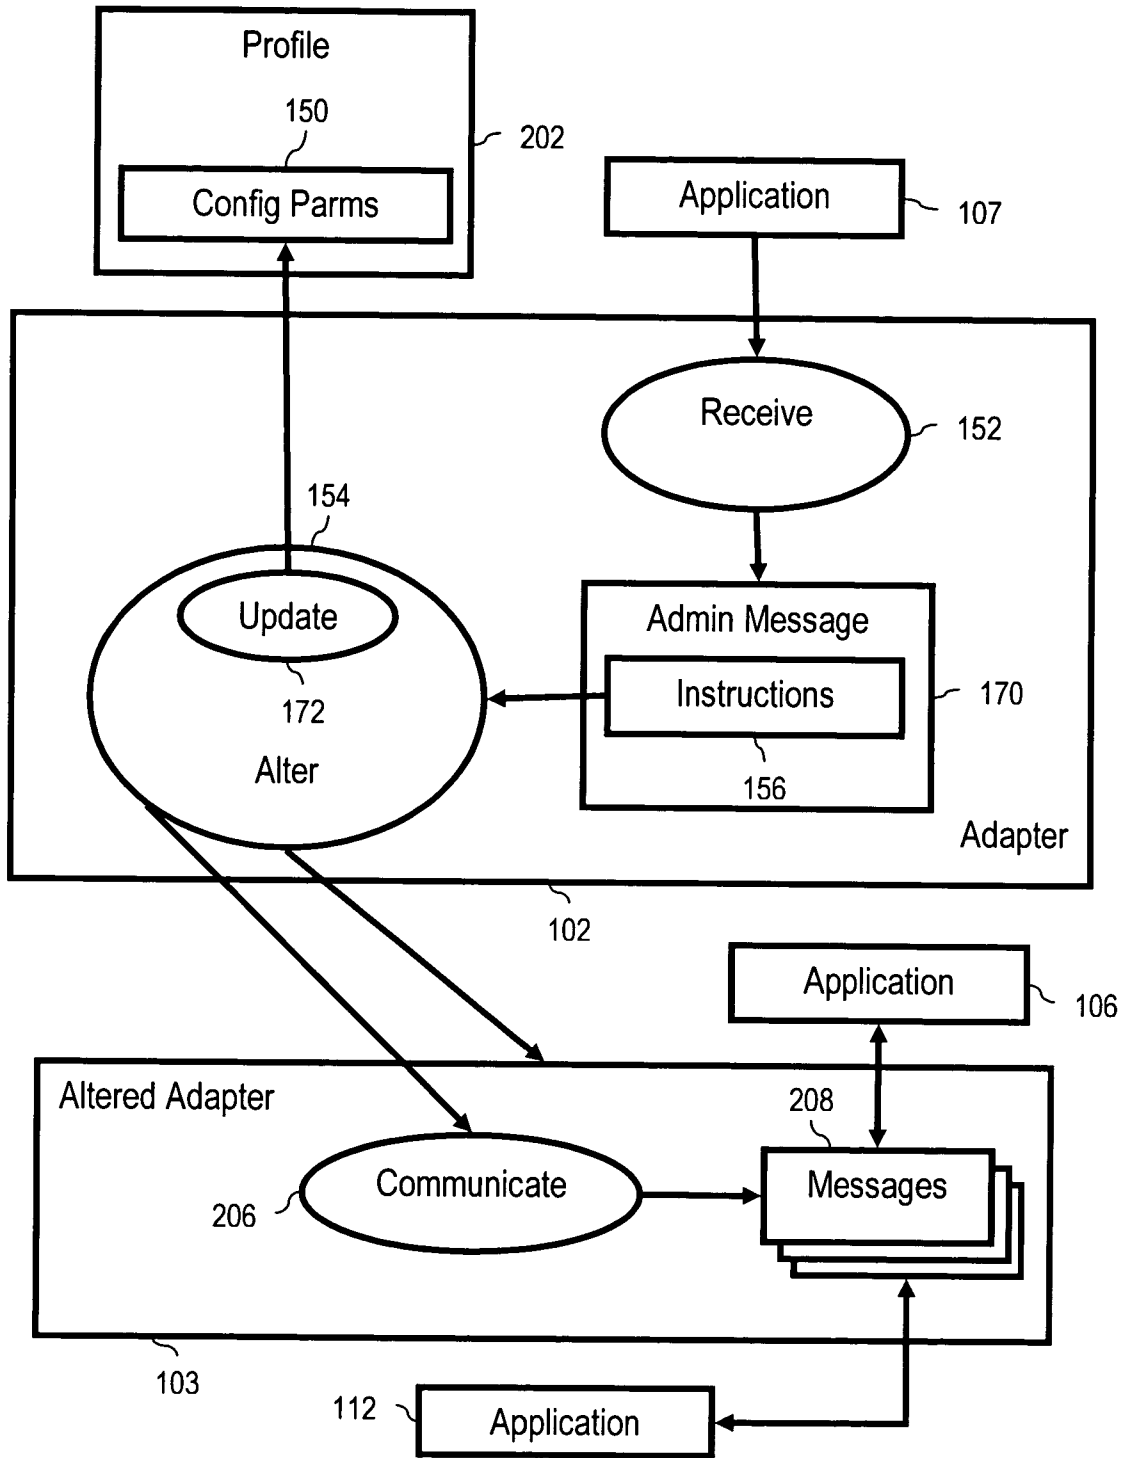 Profile
150
202
Config Parms
Application
107
Receive
152
154
Update
172
Alter
Admin Message
Instructions
170
156
Adapter
102
Application
106
Altered Adapter
208
Communicate
Messages
206
103
112
Application